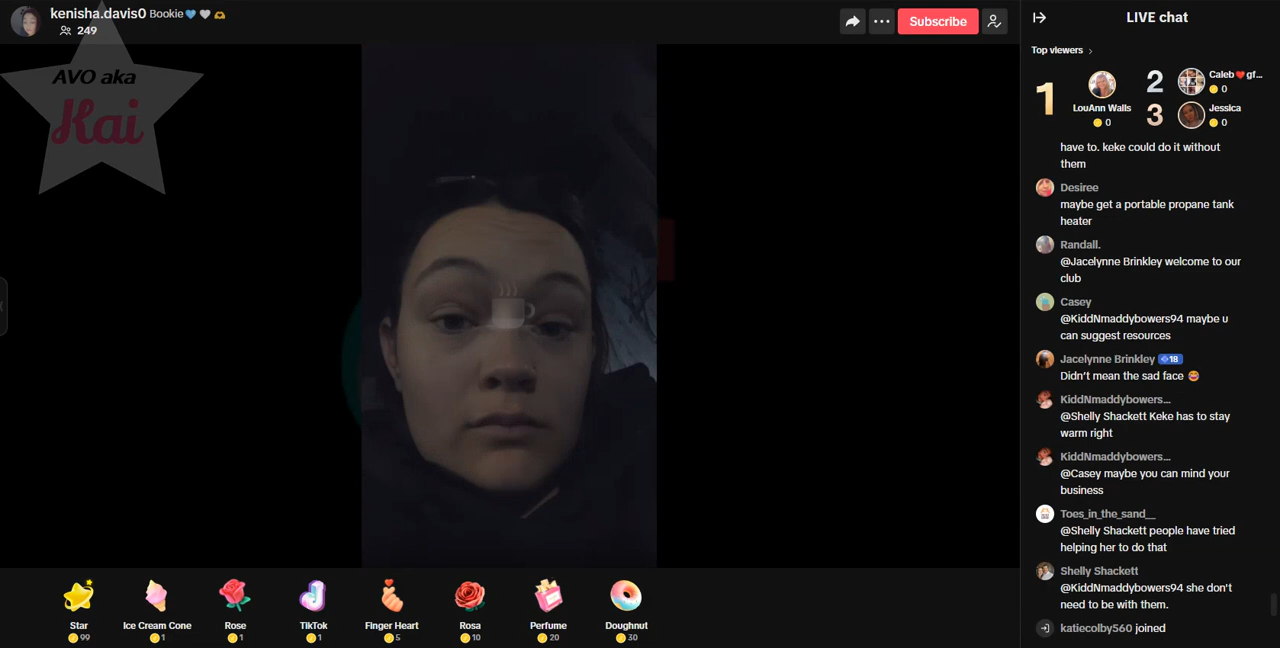 kenisha.davis0 Bookie💙🤍🫶
249
Subscribe
AVO aka
Kai
LIVE chat
Top viewers
1
LouAnn Walls
0
2
Caleb❤️gf...
0
3
Jessica
0
have to. keke could do it without
them
Desiree
maybe get a portable propane tank
heater
Randall.
@Jacelynne Brinkley welcome to our
club
Casey
@KiddNmaddybowers94 maybe u
can suggest resources
Jacelynne Brinkley 18
Didn't mean the sad face 😂
KiddNmaddybowers...
@Shelly Shackett Keke has to stay
warm right
KiddNmaddybowers...
@Casey maybe you can mind your
business
Toes_in_the_sand__
@Shelly Shackett people have tried
helping her to do that
Shelly Shackett
@KiddNmaddybowers94 she don't
need to be with them.
katiecolby560 joined
Star
99
Ice Cream Cone
1
Rose
1
TikTok
1
Finger Heart
5
Rosa
10
Perfume
20
Doughnut
30